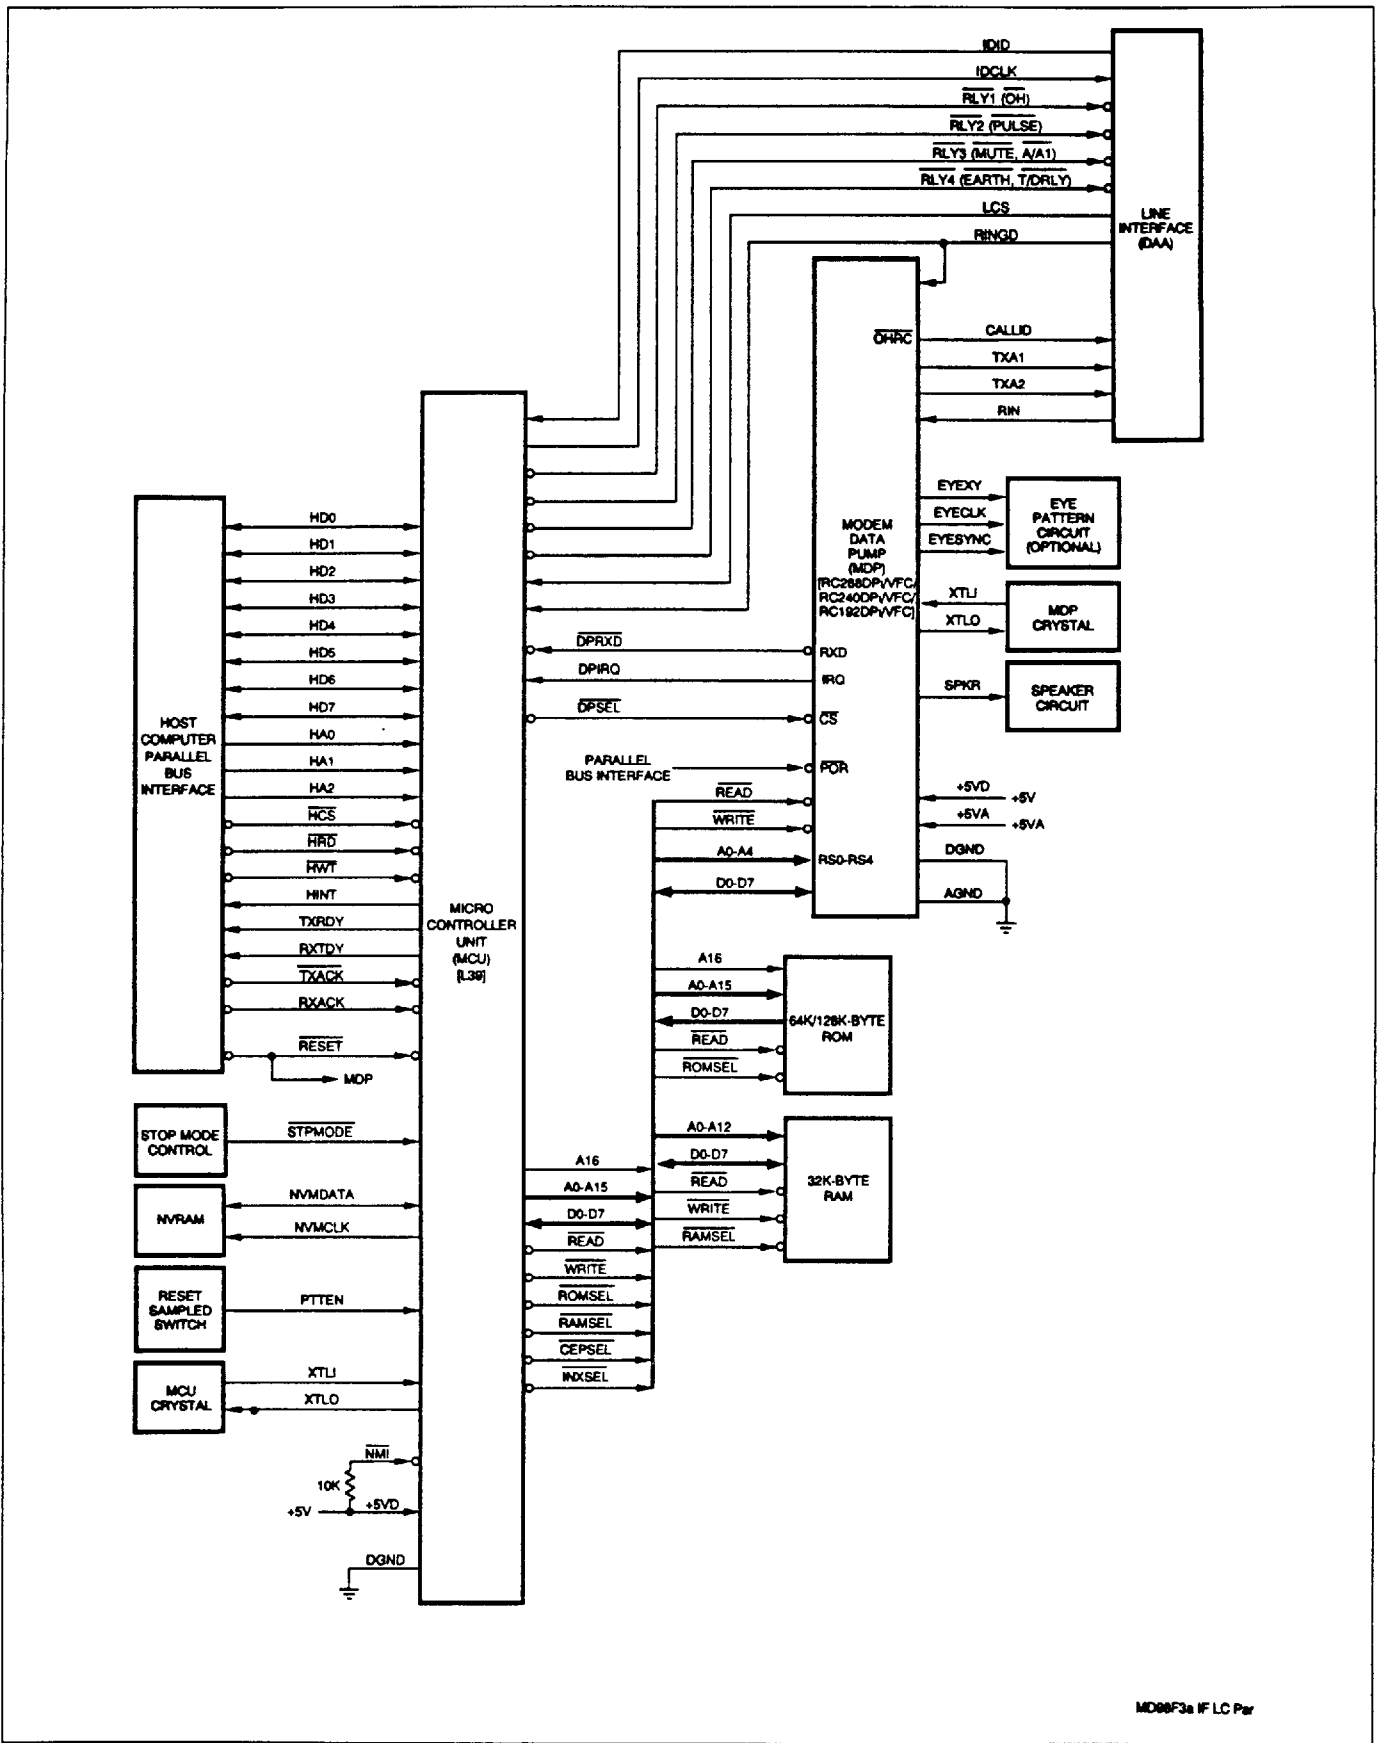 IDID
IDCLK
RLY1 (OH)
RLY2 (PULSE)
RLY3 (MUTE, A/A1)
RLY4 (EARTH, T/DRLY)
LCS
RINGD
LINE
INTERFACE
(DAA)
OHRC
CALLID
TXA1
TXA2
RIN
EYEXY
EYECLK
EYESYNC
EYE
PATTERN
CIRCUIT
(OPTIONAL)
MODEM
DATA
PUMP
(MDP)
[RC288DPi/VFC/
RC240DPi/VFC/
RC192DPi/VFC]
XTLI
XTLO
MDP
CRYSTAL
SPKR
SPEAKER
CIRCUIT
DPRXD
RXD
DPIRQ
IRQ
DPSEL
CS
PARALLEL
BUS INTERFACE
POR
READ
WRITE
A0-A4
RS0-RS4
D0-D7
+5VD
+5V
+5VA
+5VA
DGND
AGND
HOST
COMPUTER
PARALLEL
BUS
INTERFACE
HD0
HD1
HD2
HD3
HD4
HD5
HD6
HD7
HA0
HA1
HA2
HCS
HRD
HWT
HINT
TXRDY
RXTDY
TXACK
RXACK
RESET
MDP
MICRO
CONTROLLER
UNIT
(MCU)
[L39]
A16
A0-A15
D0-D7
READ
ROMSEL
64K/128K-BYTE
ROM
A0-A12
D0-D7
READ
WRITE
RAMSEL
32K-BYTE
RAM
STOP MODE
CONTROL
STPMODE
NVRAM
NVMDATA
NVMCLK
RESET
SAMPLED
SWITCH
PTTEN
MCU
CRYSTAL
XTLI
XTLO
A16
A0-A15
D0-D7
READ
WRITE
ROMSEL
RAMSEL
CEPSEL
INXSEL
NMI
10K
+5V
+5VD
DGND
MD98F3a IF LC Par